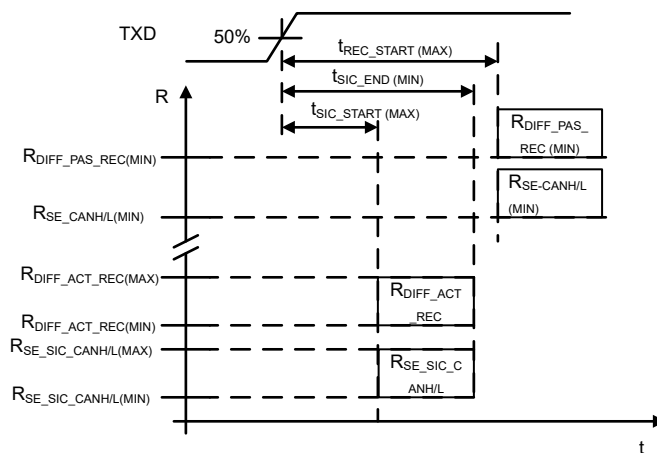 TXD
50%
tREC_START (MAX)
tSIC_END (MIN)
tSIC_START (MAX)
R
RDIFF_PAS_
REC (MIN)
RDIFF_PAS_REC(MIN)
RSE-CANH/L
(MIN)
RSE_CANH/L(MIN)
RDIFF_ACT_REC(MAX)
RDIFF_ACT
_REC
RDIFF_ACT_REC(MIN)
RSE_SIC_CANH/L(MAX)
RSE_SIC_C
ANH/L
RSE_SIC_CANH/L(MIN)
t